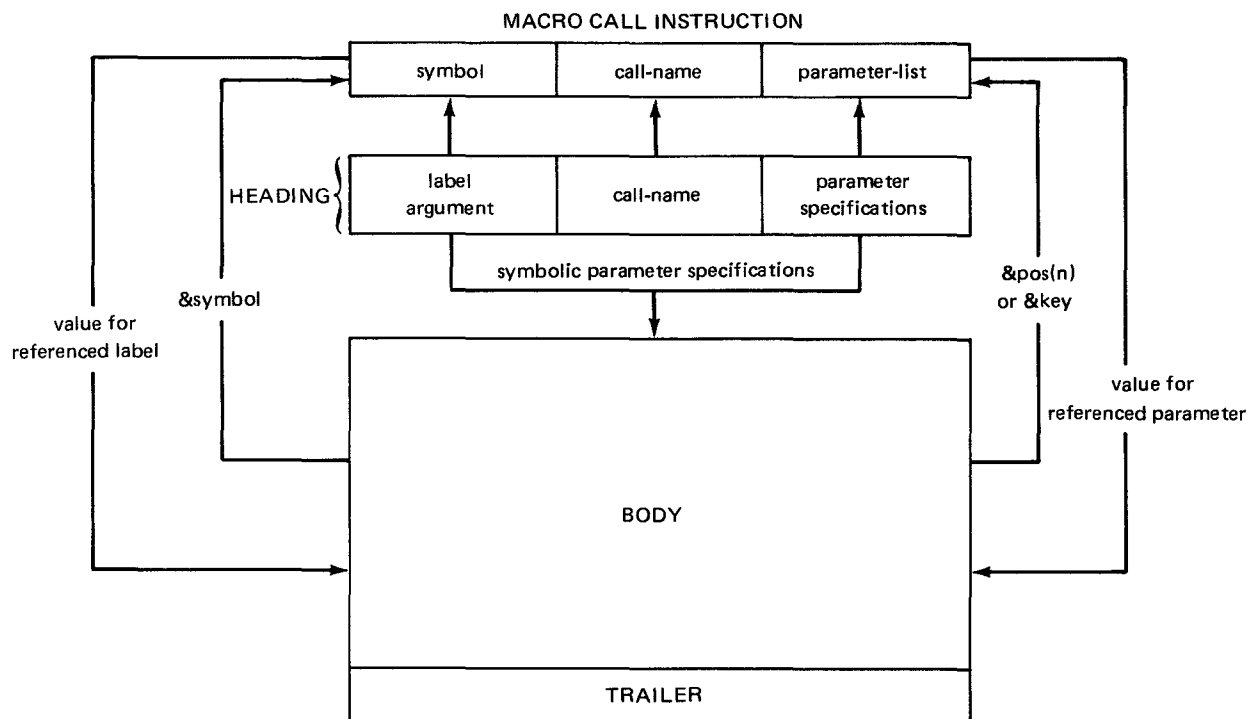 MACRO CALL INSTRUCTION
symbol
call-name
parameter-list
HEADING
label
argument
call-name
parameter
specifications
symbolic parameter specifications
&symbol
&pos(n)
or &key
value for
referenced label
value for
referenced parameter
BODY
TRAILER